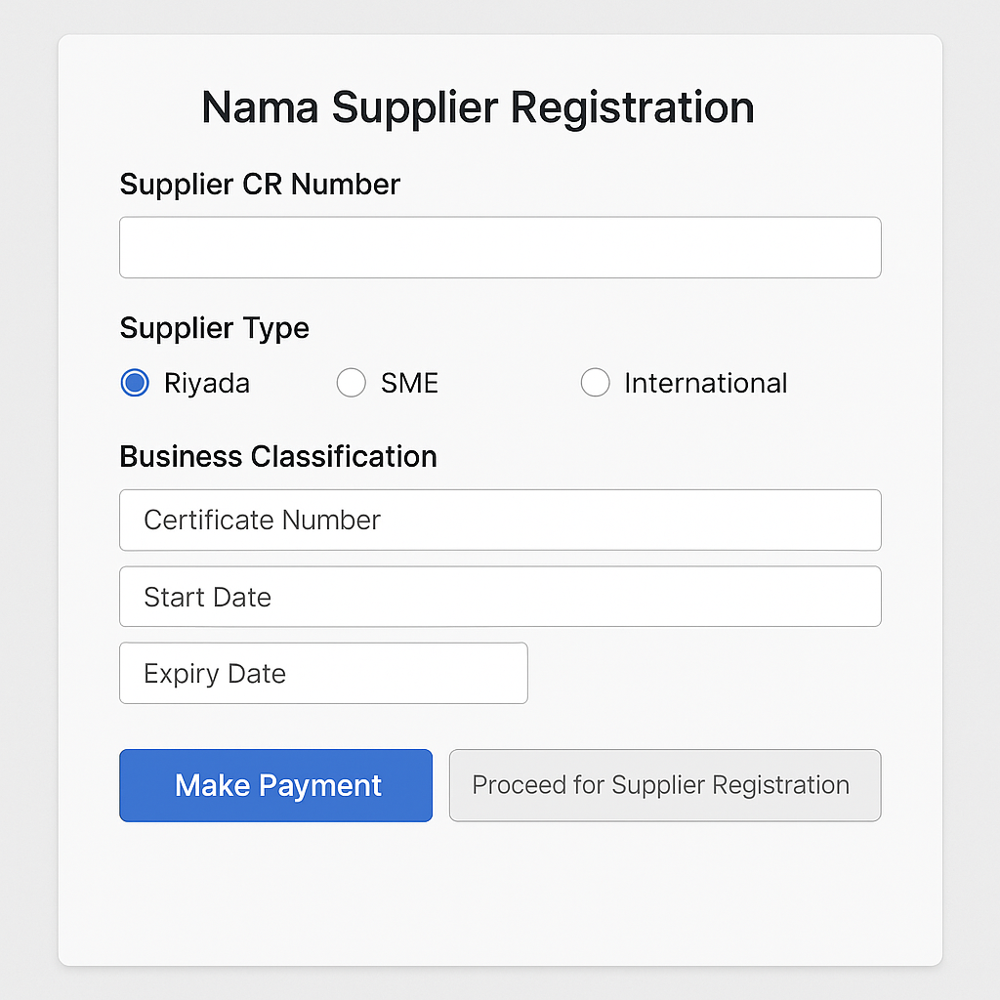 Nama Supplier Registration
Supplier CR Number
Supplier Type
Riyada SME International
Business Classification
Certificate Number
Start Date
Expiry Date
Make Payment Proceed for Supplier Registration